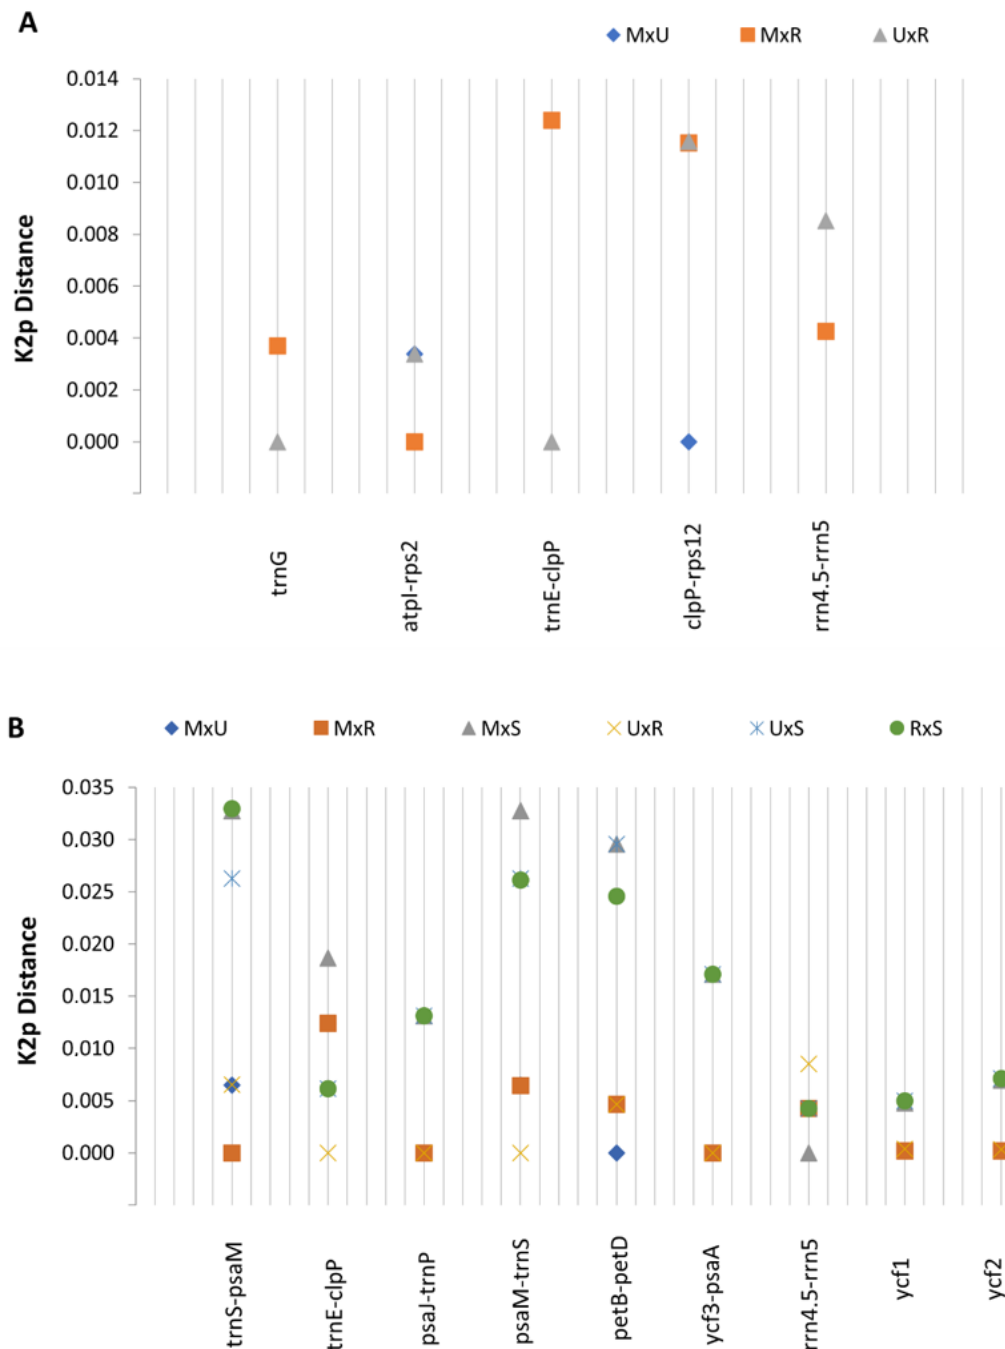 A
MxU MxR UxR
0.014
0.012
0.010
0.008
0.006
0.004
0.002
0.000
K2p Distance
trnG
atpI-rps2
trnE-clpP
clpP-rps12
rrn4.5-rrn5
B
MxU MxR MxS UxR UxS RxS
0.035
0.030
0.025
0.020
0.015
0.010
0.005
0.000
K2p Distance
trnS-psaM
trnE-clpP
psaJ-trnP
psaM-trnS
petB-petD
ycf3-psaA
rrn4.5-rrn5
ycf1
ycf2